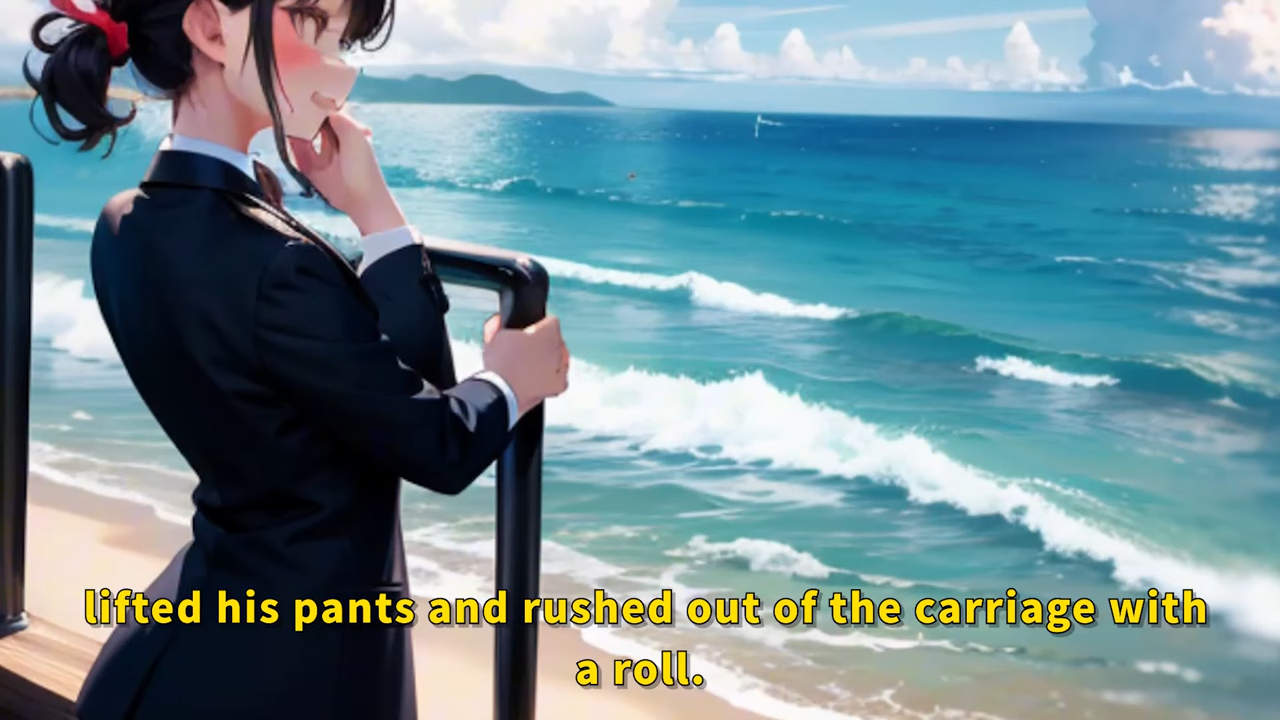 lifted his pants and rushed out of the carriage with
a roll.